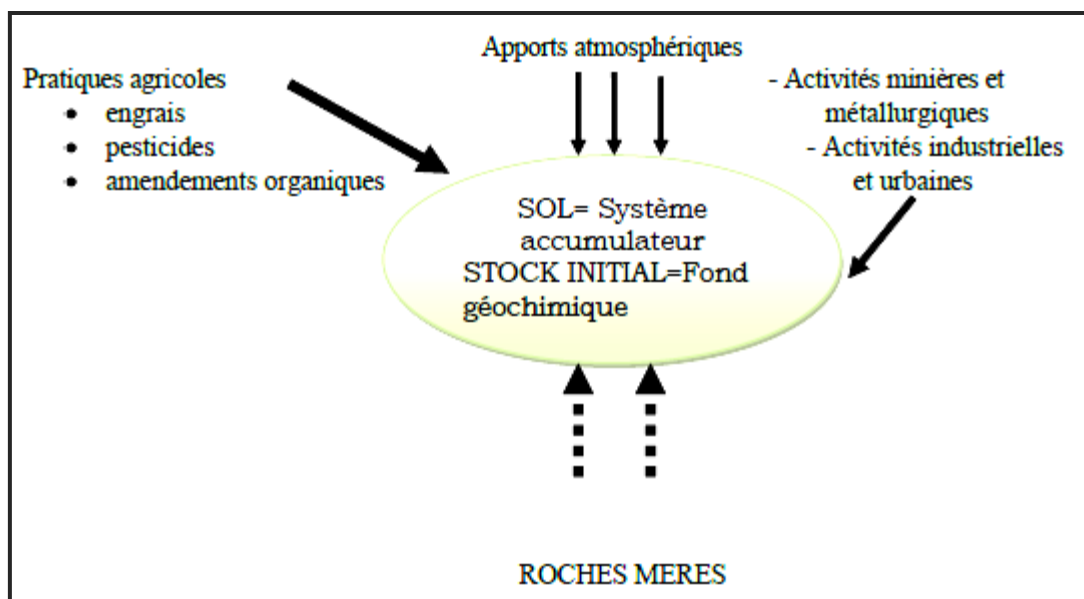 Apports atmosphériques
Pratiques agricoles
• engrais
• pesticides
• amendements organiques
- Activités minières et
métallurgiques
- Activités industrielles
et urbaines
SOL= Système
accumulateur
STOCK INITIAL=Fond
géochimique
ROCHES MERES